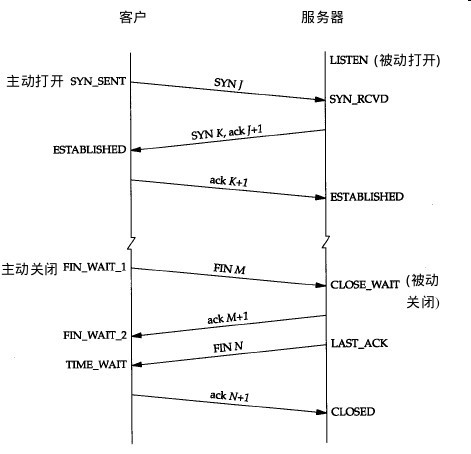 客户
服务器
LISTEN (被动打开)
主动打开 SYN_SENT
SYN J
SYN_RCVD
SYN K, ack J+1
ESTABLISHED
ack K+1
ESTABLISHED
主动关闭 FIN_WAIT_1
FIN M
CLOSE_WAIT (被动
关闭)
ack M+1
FIN_WAIT_2
FIN N
LAST_ACK
TIME_WAIT
ack N+1
CLOSED